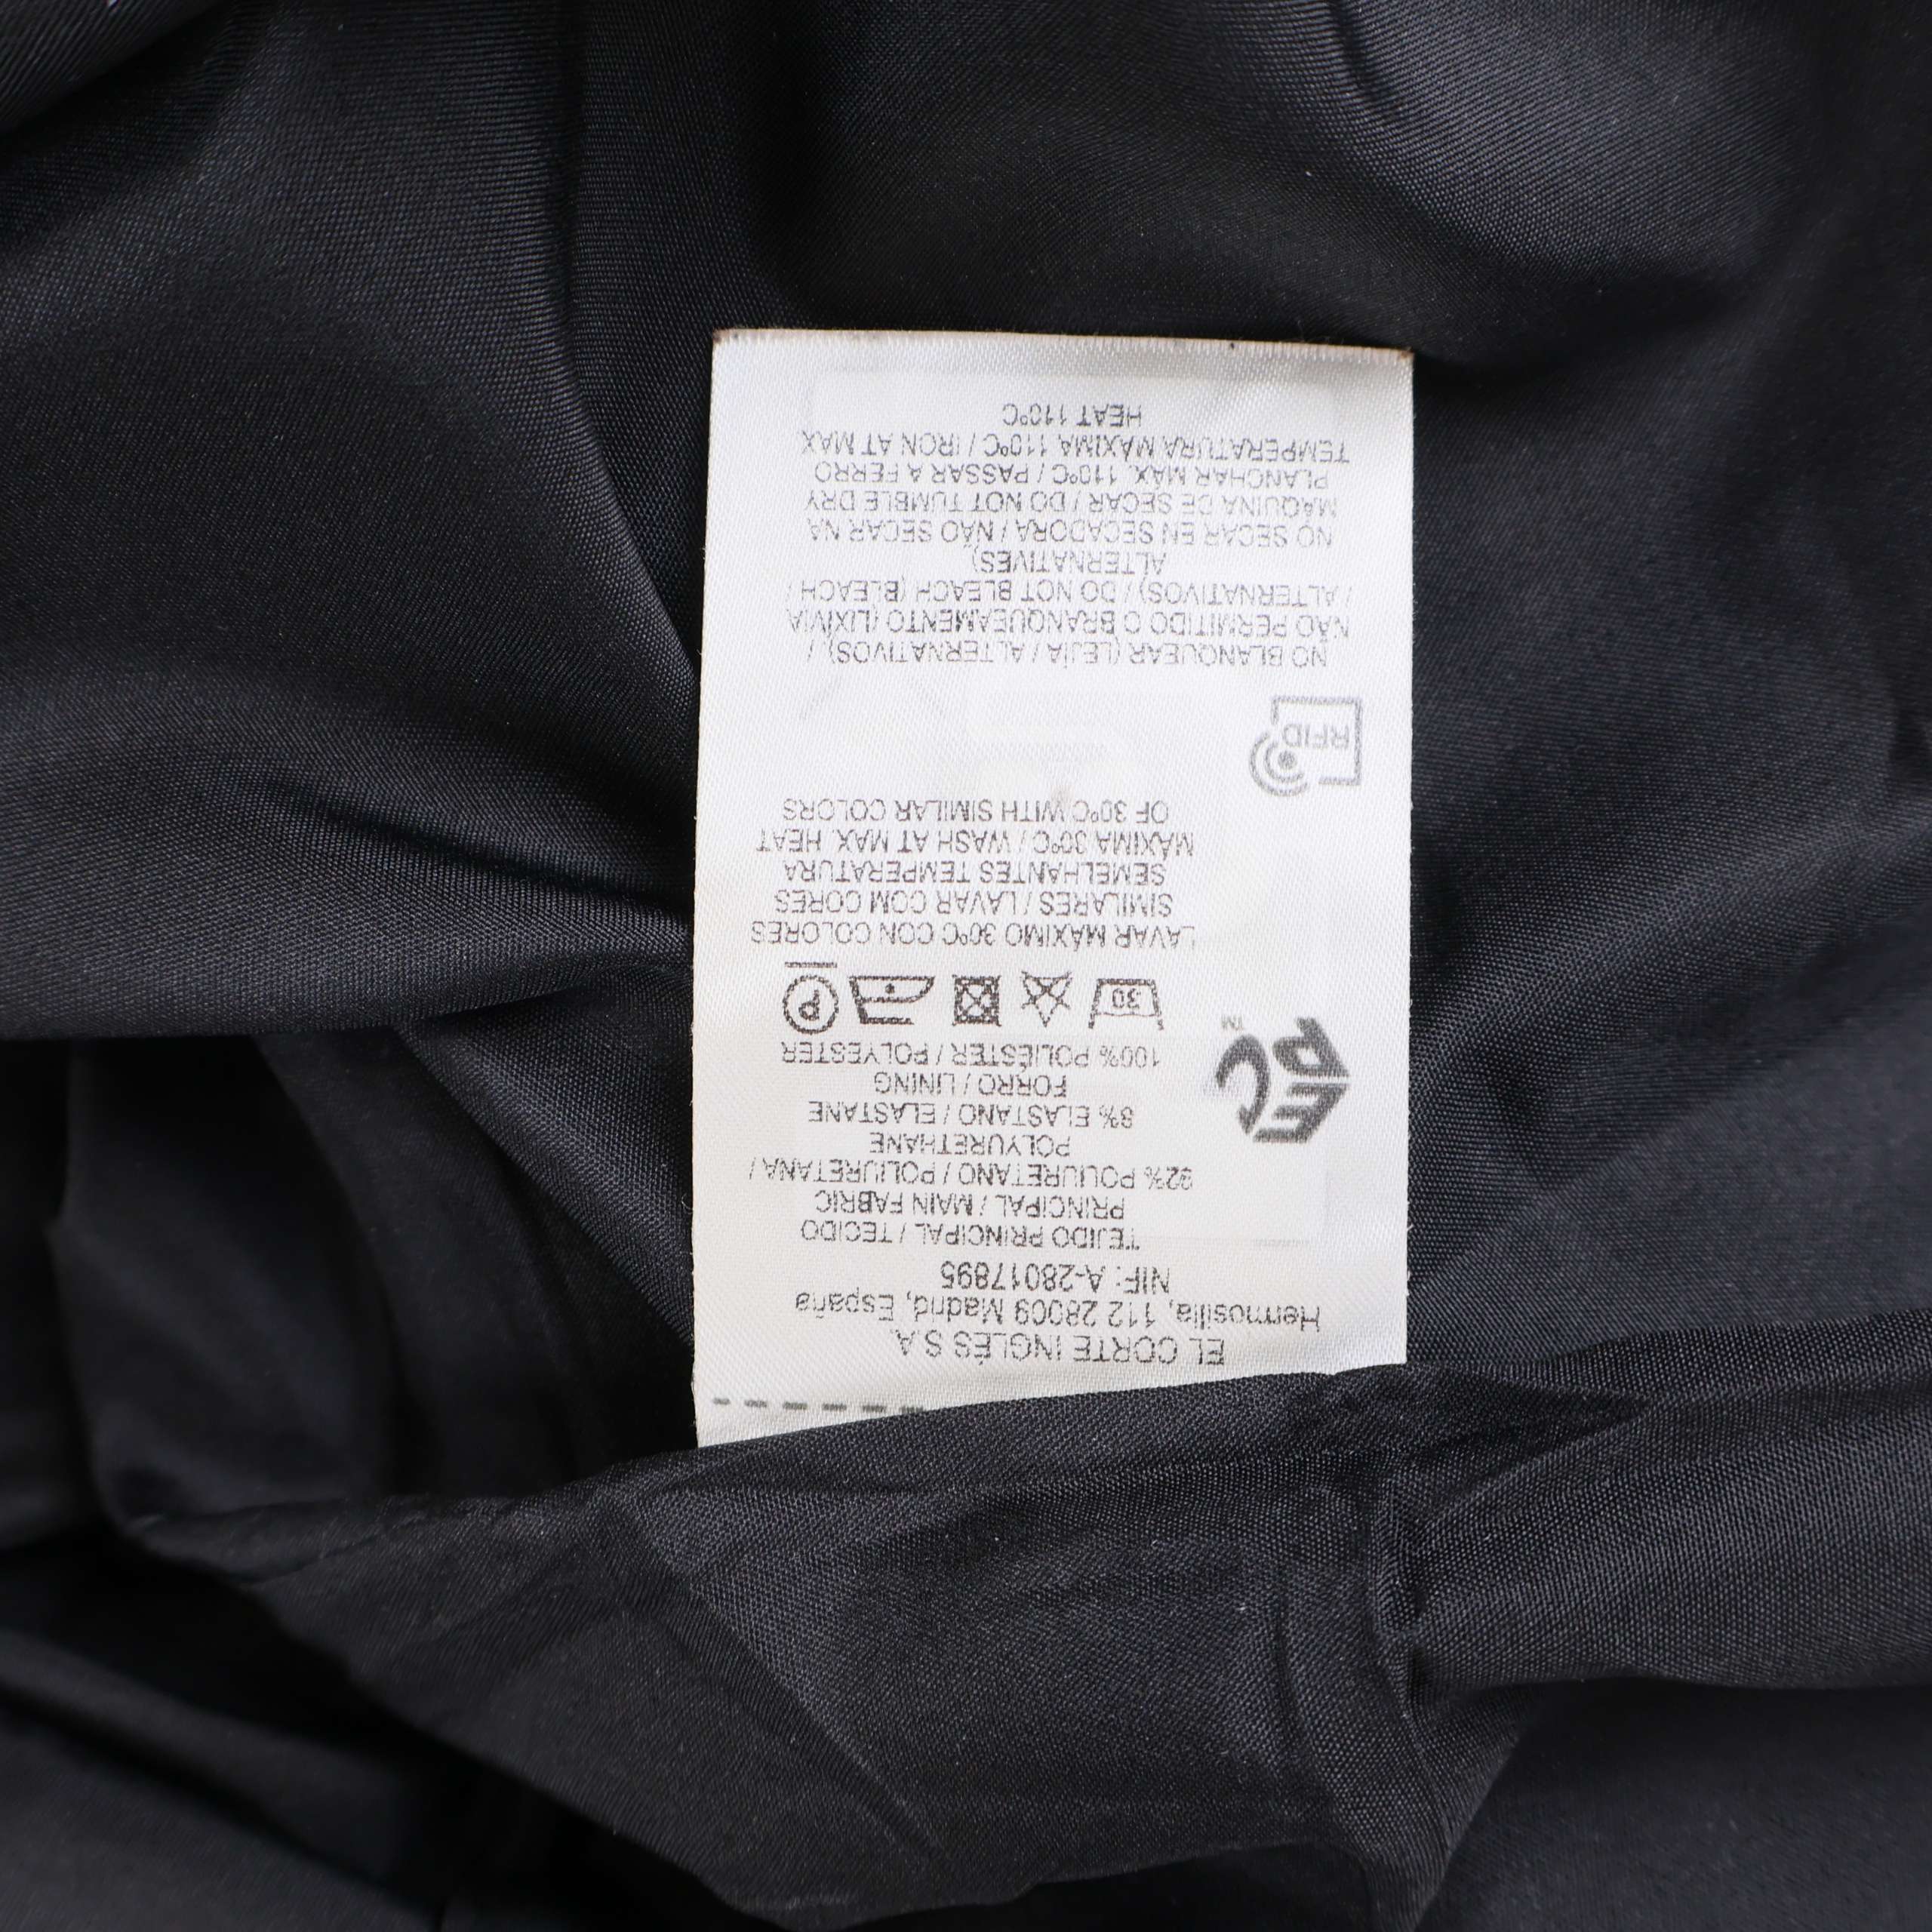 EL CORTE INGLÉS S.A.
Hermosilla, 112 28009 Madrid, España
NIF: A-28017895
TEJIDO PRINCIPAL / TECIDO
PRINCIPAL / MAIN FABRIC
92% POLIURETANO / POLIURETANA /
POLYURETHANE
8% ELASTANO / ELASTANE
FORRO / LINING
100% POLIÉSTER / POLYESTER
EPC™
30 P
LAVAR MÁXIMO 30ºC CON COLORES
SIMILARES / LAVAR COM CORES
SEMELHANTES TEMPERATURA
MÁXIMA 30ºC / WASH AT MAX. HEAT
OF 30ºC WITH SIMILAR COLORS
RFID
NO BLANQUEAR (LEJÍA / ALTERNATIVOS). /
NÃO PERMITIDO O BRANQUEAMENTO (LIXÍVIA
/ ALTERNATIVOS) / DO NOT BLEACH (BLEACH /
ALTERNATIVES)
NO SECAR EN SECADORA / NÃO SECAR NA
MÁQUINA DE SECAR / DO NOT TUMBLE DRY
PLANCHAR MÁX. 110ºC / PASSAR A FERRO
TEMPERATURA MÁXIMA 110ºC / IRON AT MAX
HEAT 110ºC